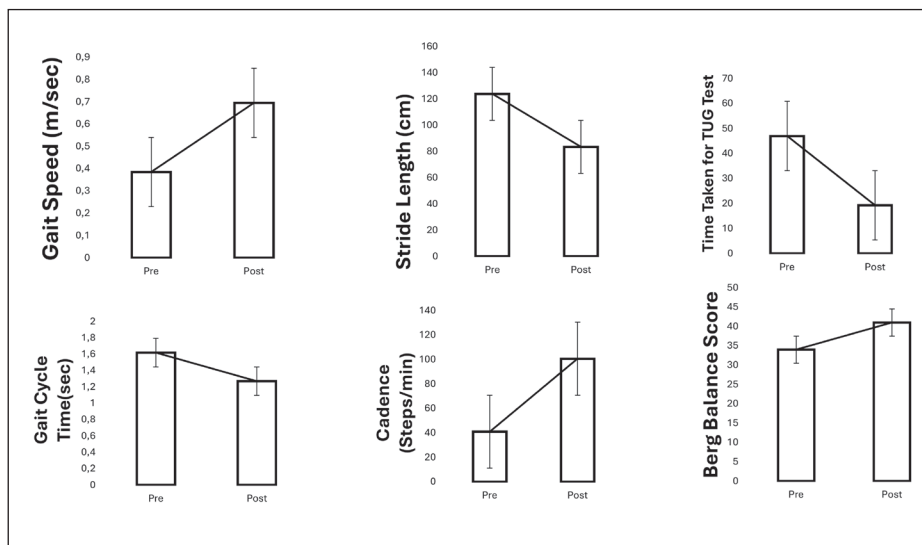 Gait Speed (m/sec)
0,9
0,8
0,7
0,6
0,5
0,4
0,3
0,2
0,1
0
Pre
Post
Stride Length (cm)
160
140
120
100
80
60
40
20
0
Pre
Post
Time Taken for TUG Test
70
60
50
40
30
20
10
0
Pre
Post
Gait Cycle
Time(sec)
2
1,8
1,6
1,4
1,2
1
0,8
0,6
0,4
0,2
0
Pre
Post
Cadence
(Steps/min)
140
120
100
80
60
40
20
0
Pre
Post
Berg Balance Score
50
45
40
35
30
25
20
15
10
5
0
Pre
Post